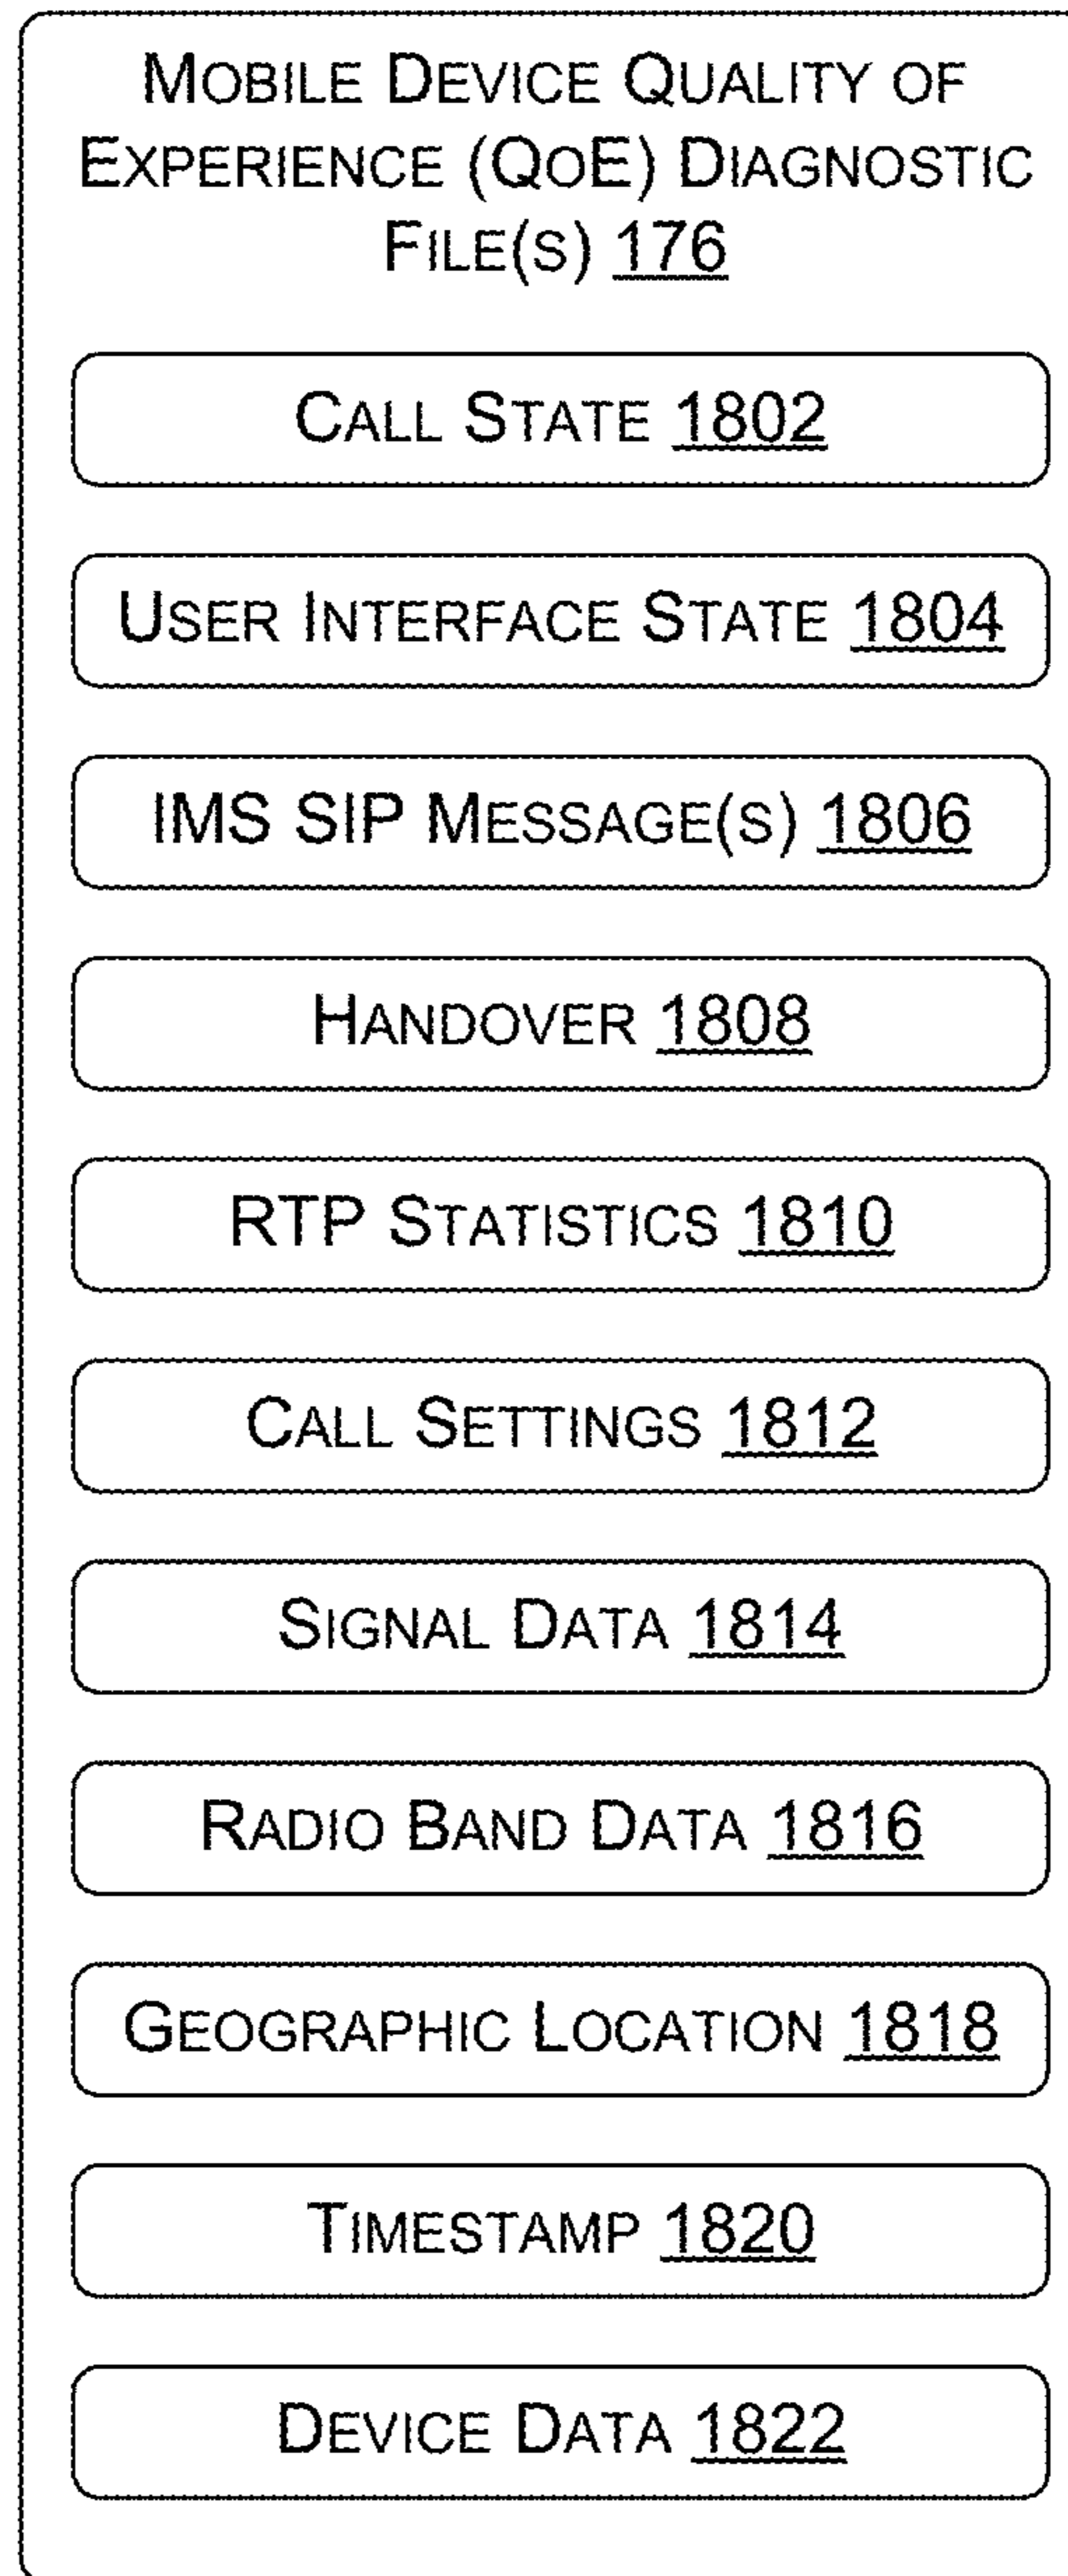 MOBILE DEVICE QUALITY OF
EXPERIENCE (QOE) DIAGNOSTIC
FILE(S) 176
CALL STATE 1802
USER INTERFACE STATE 1804
IMS SIP MESSAGE(S) 1806
HANDOVER 1808
RTP STATISTICS 1810
CALL SETTINGS 1812
SIGNAL DATA 1814
RADIO BAND DATA 1816
GEOGRAPHIC LOCATION 1818
TIMESTAMP 1820
DEVICE DATA 1822